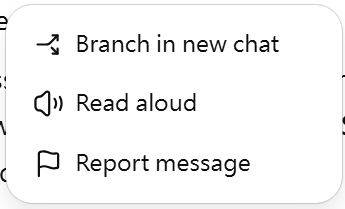 Branch in new chat
Read aloud
Report message